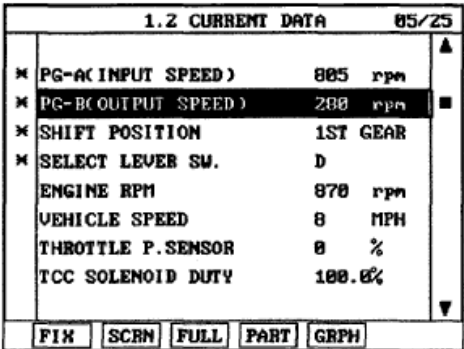 1.2 CURRENT DATA 05/25
* PG-A(INPUT SPEED) 805 rpm
* PG-B(OUTPUT SPEED) 280 rpm
* SHIFT POSITION 1ST GEAR
* SELECT LEVER SW. D
ENGINE RPM 870 rpm
VEHICLE SPEED 8 MPH
THROTTLE P.SENSOR 0 %
TCC SOLENOID DUTY 100.0%
FIX SCRN FULL PART GRPH